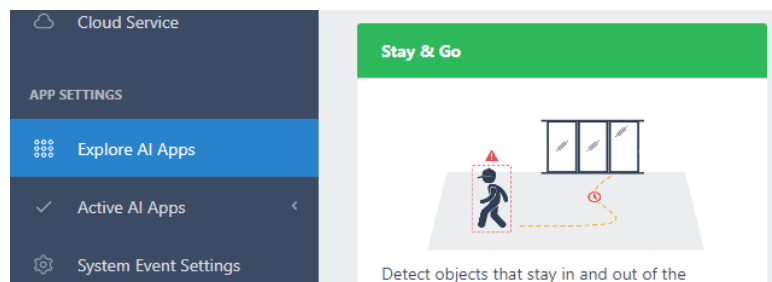 Cloud Service
APP SETTINGS
Explore AI Apps
Active AI Apps
System Event Settings
Stay & Go
Detect objects that stay in and out of the